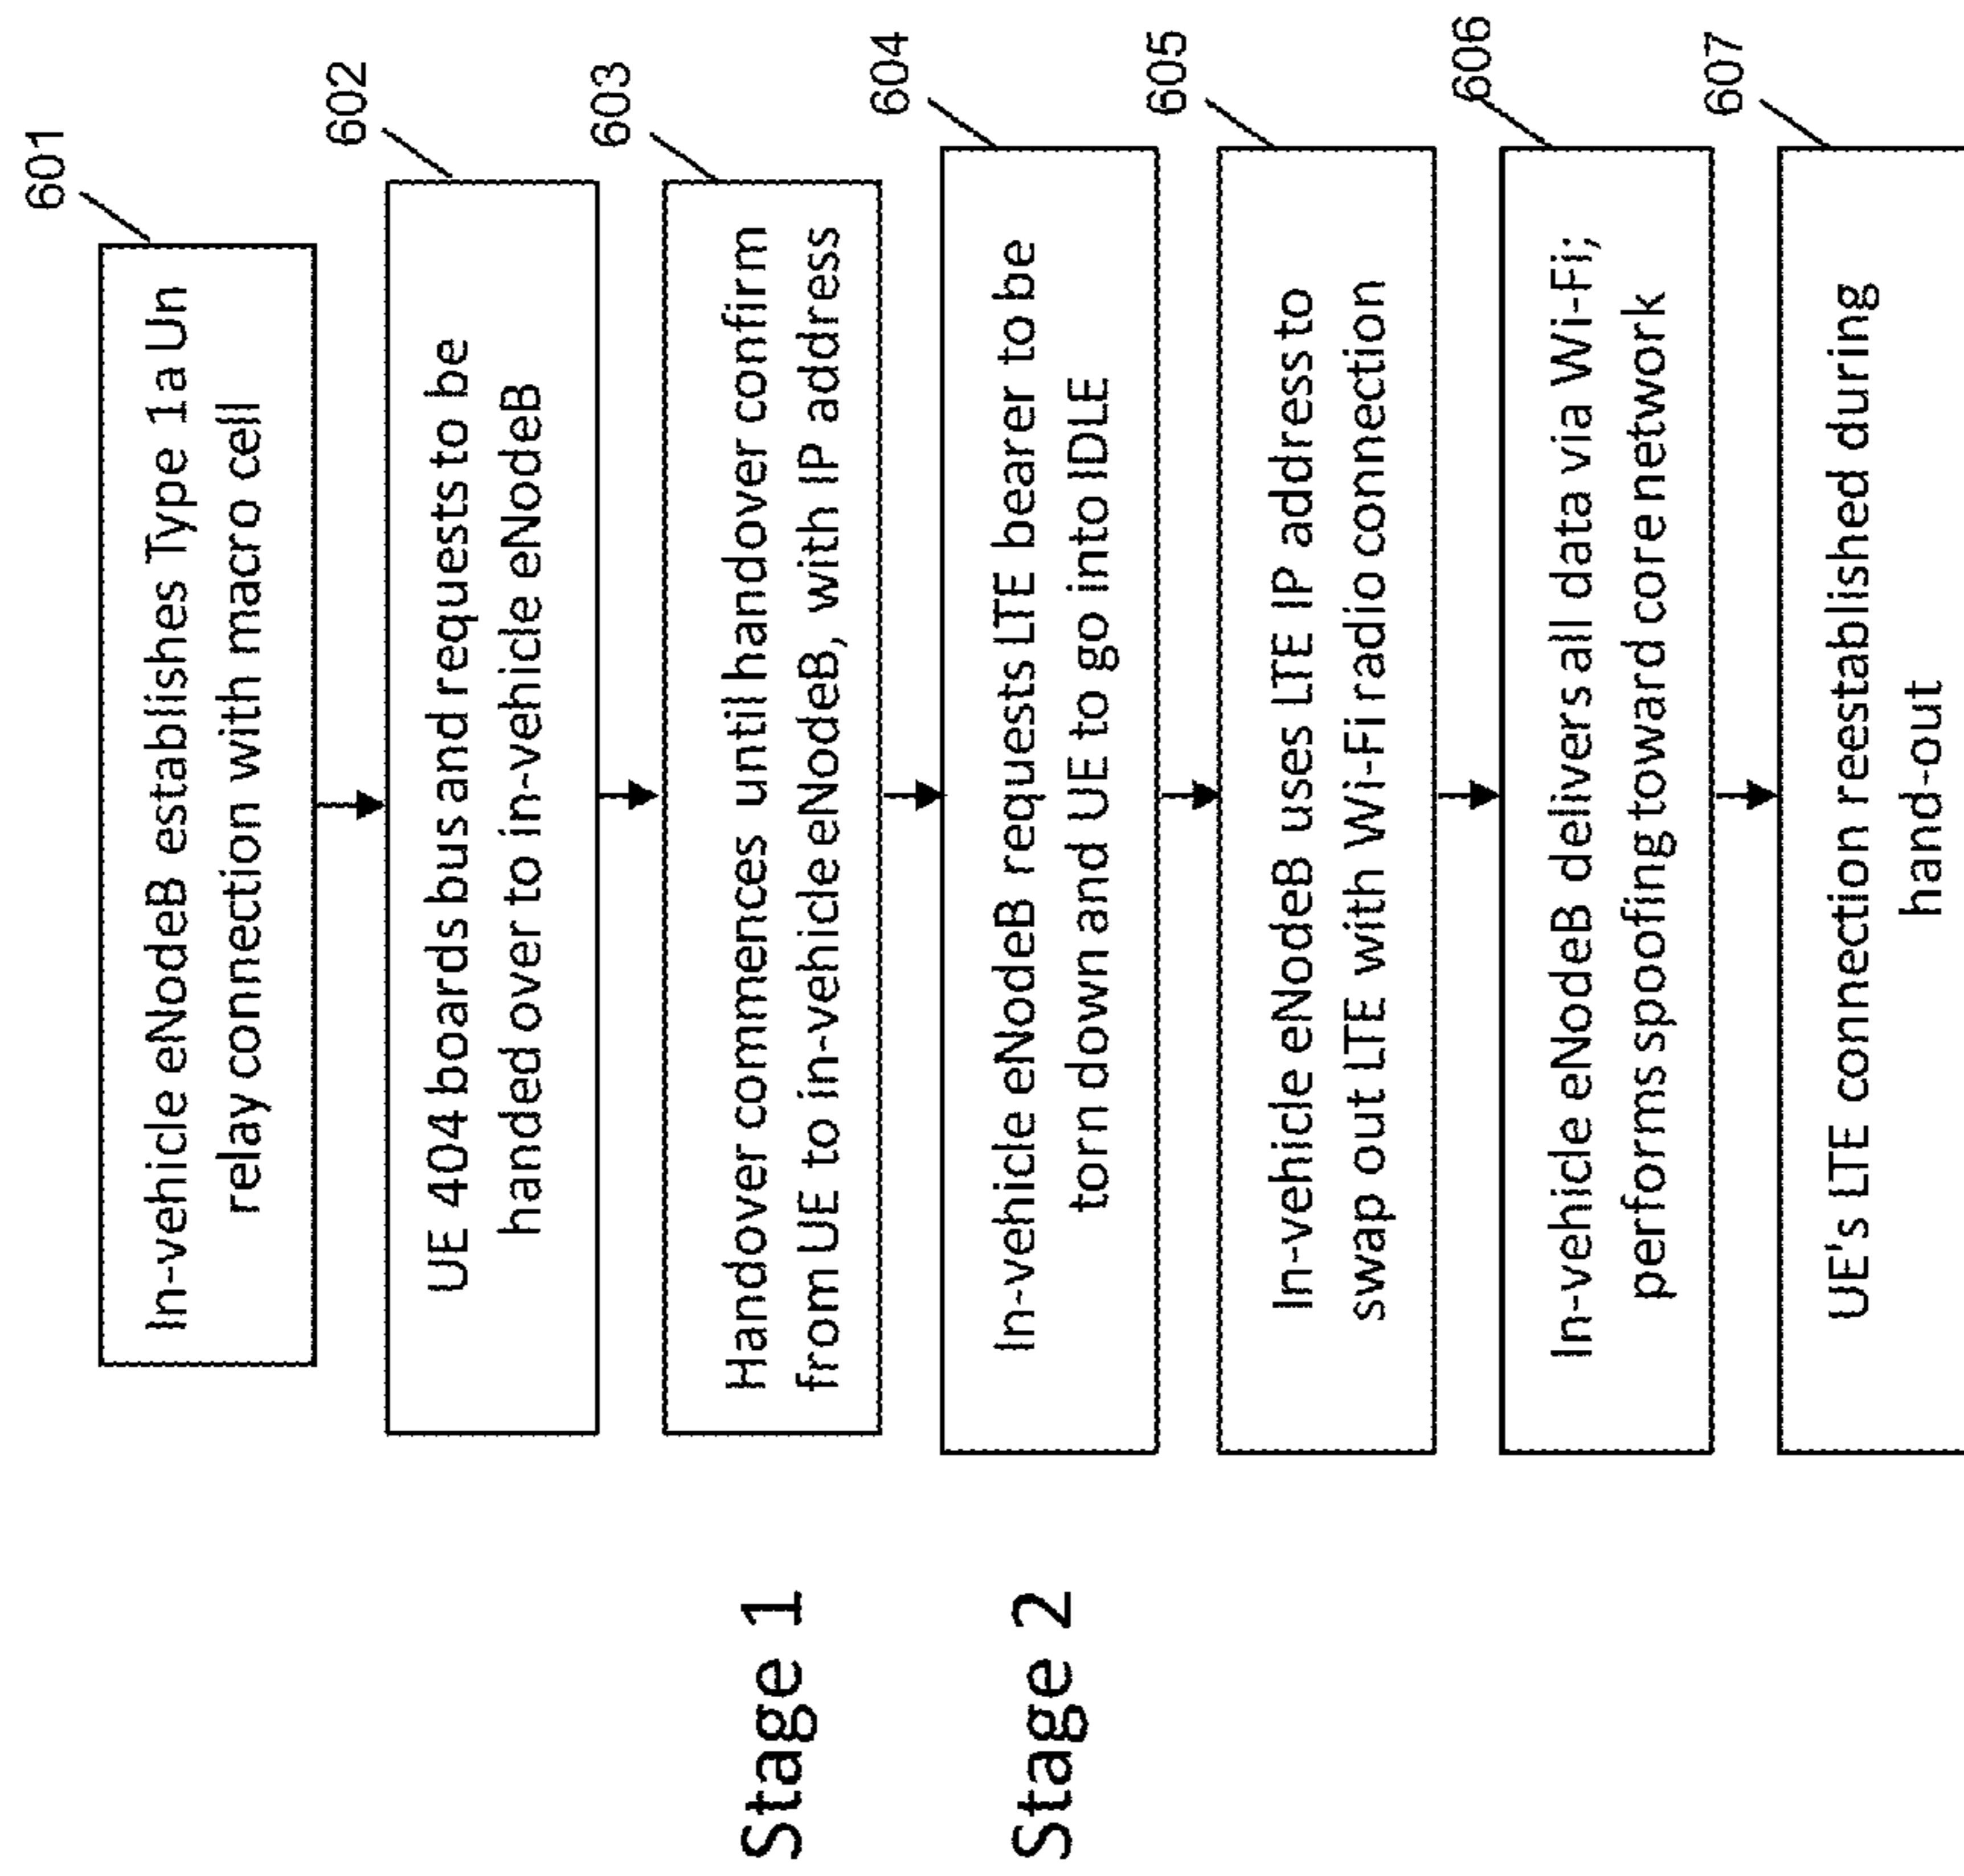 601
In-vehicle eNodeB establishes Type 1a Un
relay connection with macro cell
602
UE 404 boards bus and requests to be
handed over to in-vehicle eNodeB
603
Stage 1
Handover commences until handover confirm
from UE to in-vehicle eNodeB, with IP address
604
Stage 2
In-vehicle eNodeB requests LTE bearer to be
torn down and UE to go into IDLE
605
In-vehicle eNodeB uses LTE IP address to
swap out LTE with Wi-Fi radio connection
606
In-vehicle eNodeB delivers all data via Wi-Fi;
performs spoofing toward core network
607
UE's LTE connection reestablished during
hand-out